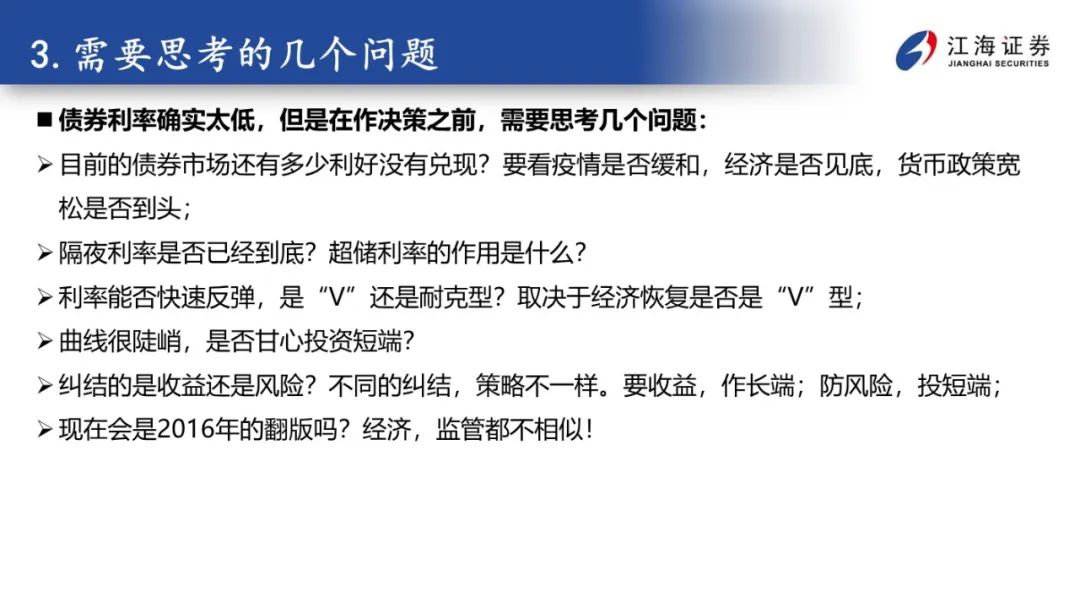 3. 需要思考的几个问题
江海证券
JIANGHAI SECURITIES
■ 债券利率确实太低，但是在作决策之前，需要思考几个问题：
➢ 目前的债券市场还有多少利好没有兑现？要看疫情是否缓和，经济是否见底，货币政策宽
松是否到头；
➢ 隔夜利率是否已经到底？超储利率的作用是什么？
➢ 利率能否快速反弹，是“V”还是耐克型？取决于经济恢复是否是“V”型；
➢ 曲线很陡峭，是否甘心投资短端？
➢ 纠结的是收益还是风险？不同的纠结，策略不一样。要收益，作长端；防风险，投短端；
➢ 现在会是2016年的翻版吗？经济，监管都不相似！